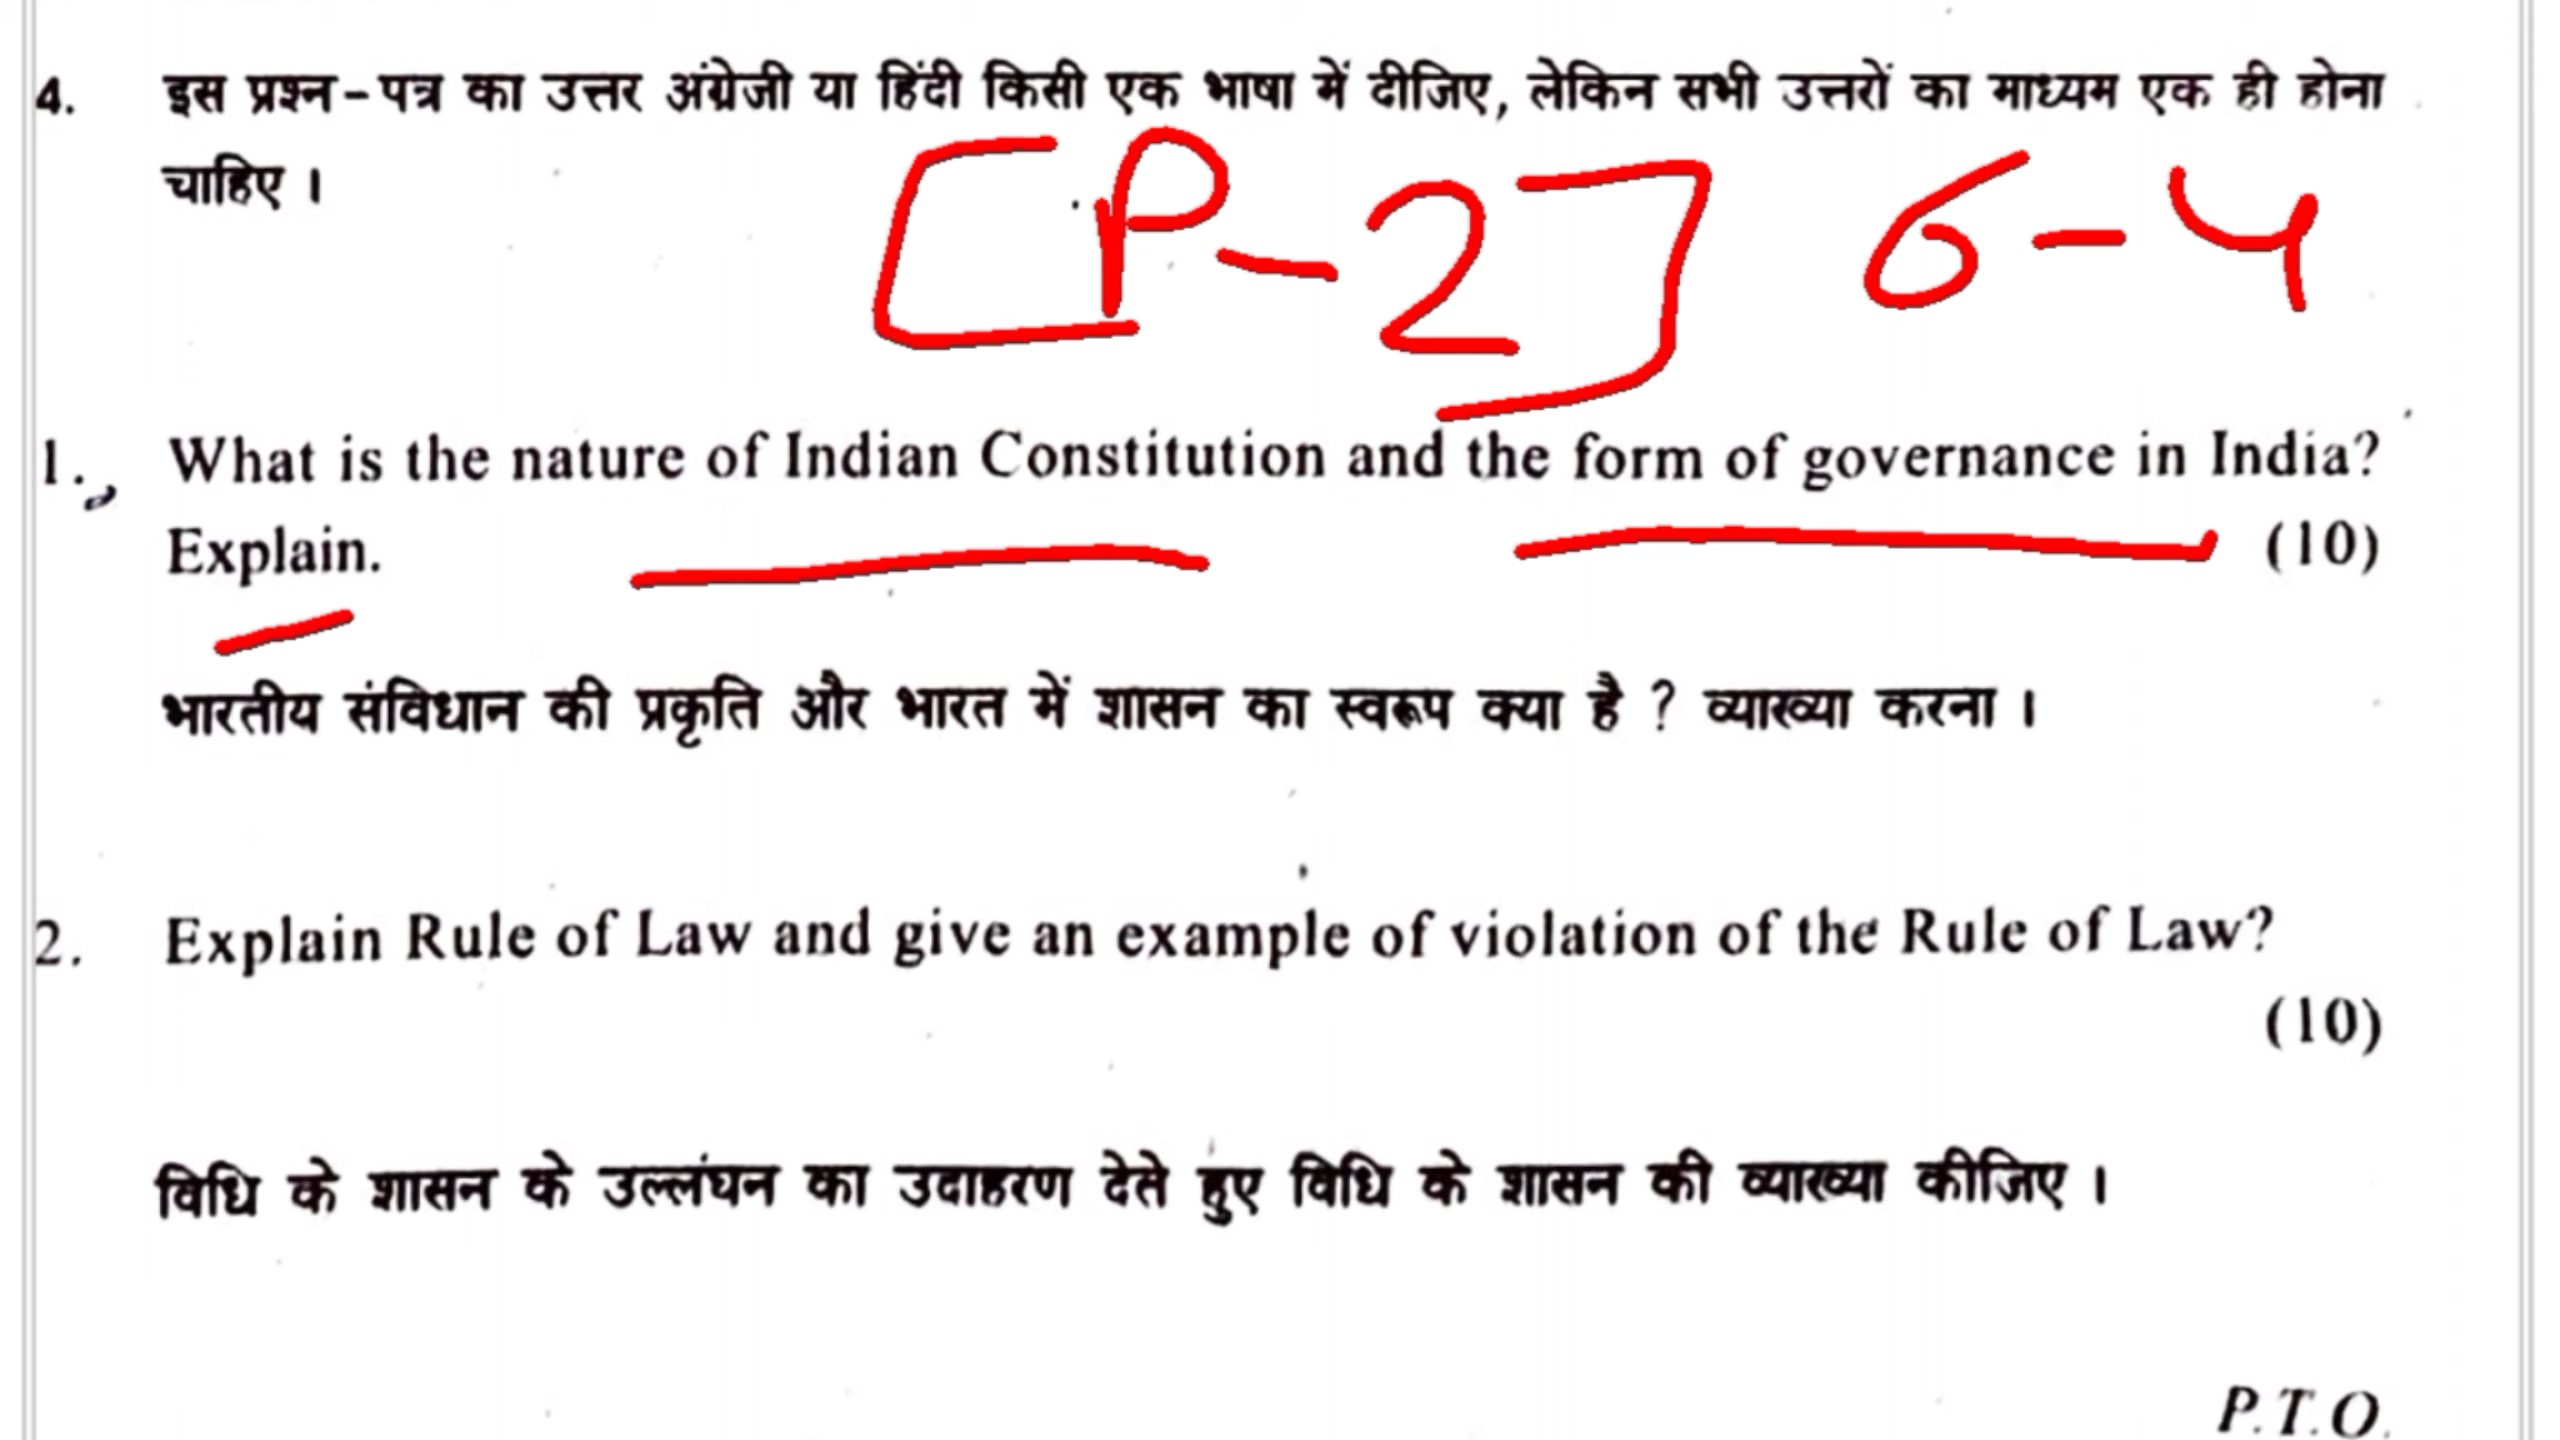 4. इस प्रश्न-पत्र का उत्तर अंग्रेजी या हिंदी किसी एक भाषा में दीजिए, लेकिन सभी उत्तरों का माध्यम एक ही होना
चाहिए ।
[P-2] 6-4
1. What is the nature of Indian Constitution and the form of governance in India?
Explain. (10)
भारतीय संविधान की प्रकृति और भारत में शासन का स्वरूप क्या है ? व्याख्या करना ।
2. Explain Rule of Law and give an example of violation of the Rule of Law?
(10)
विधि के शासन के उल्लंघन का उदाहरण देते हुए विधि के शासन की व्याख्या कीजिए ।
P.T.O.